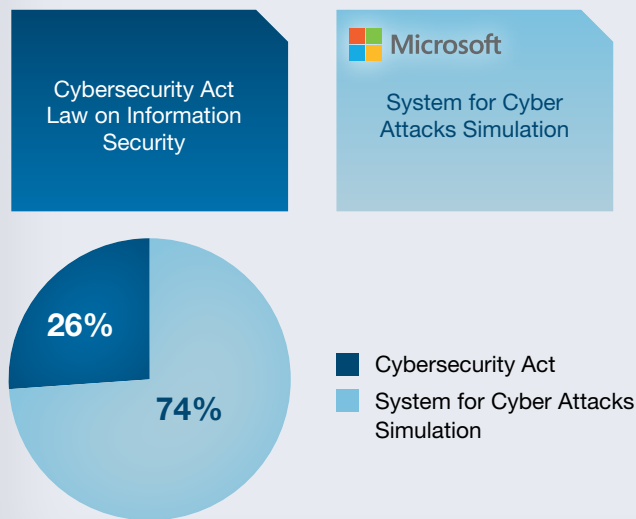 Cybersecurity Act
Law on Information
Security
Microsoft
System for Cyber
Attacks Simulation
26%
74%
Cybersecurity Act
System for Cyber Attacks
Simulation